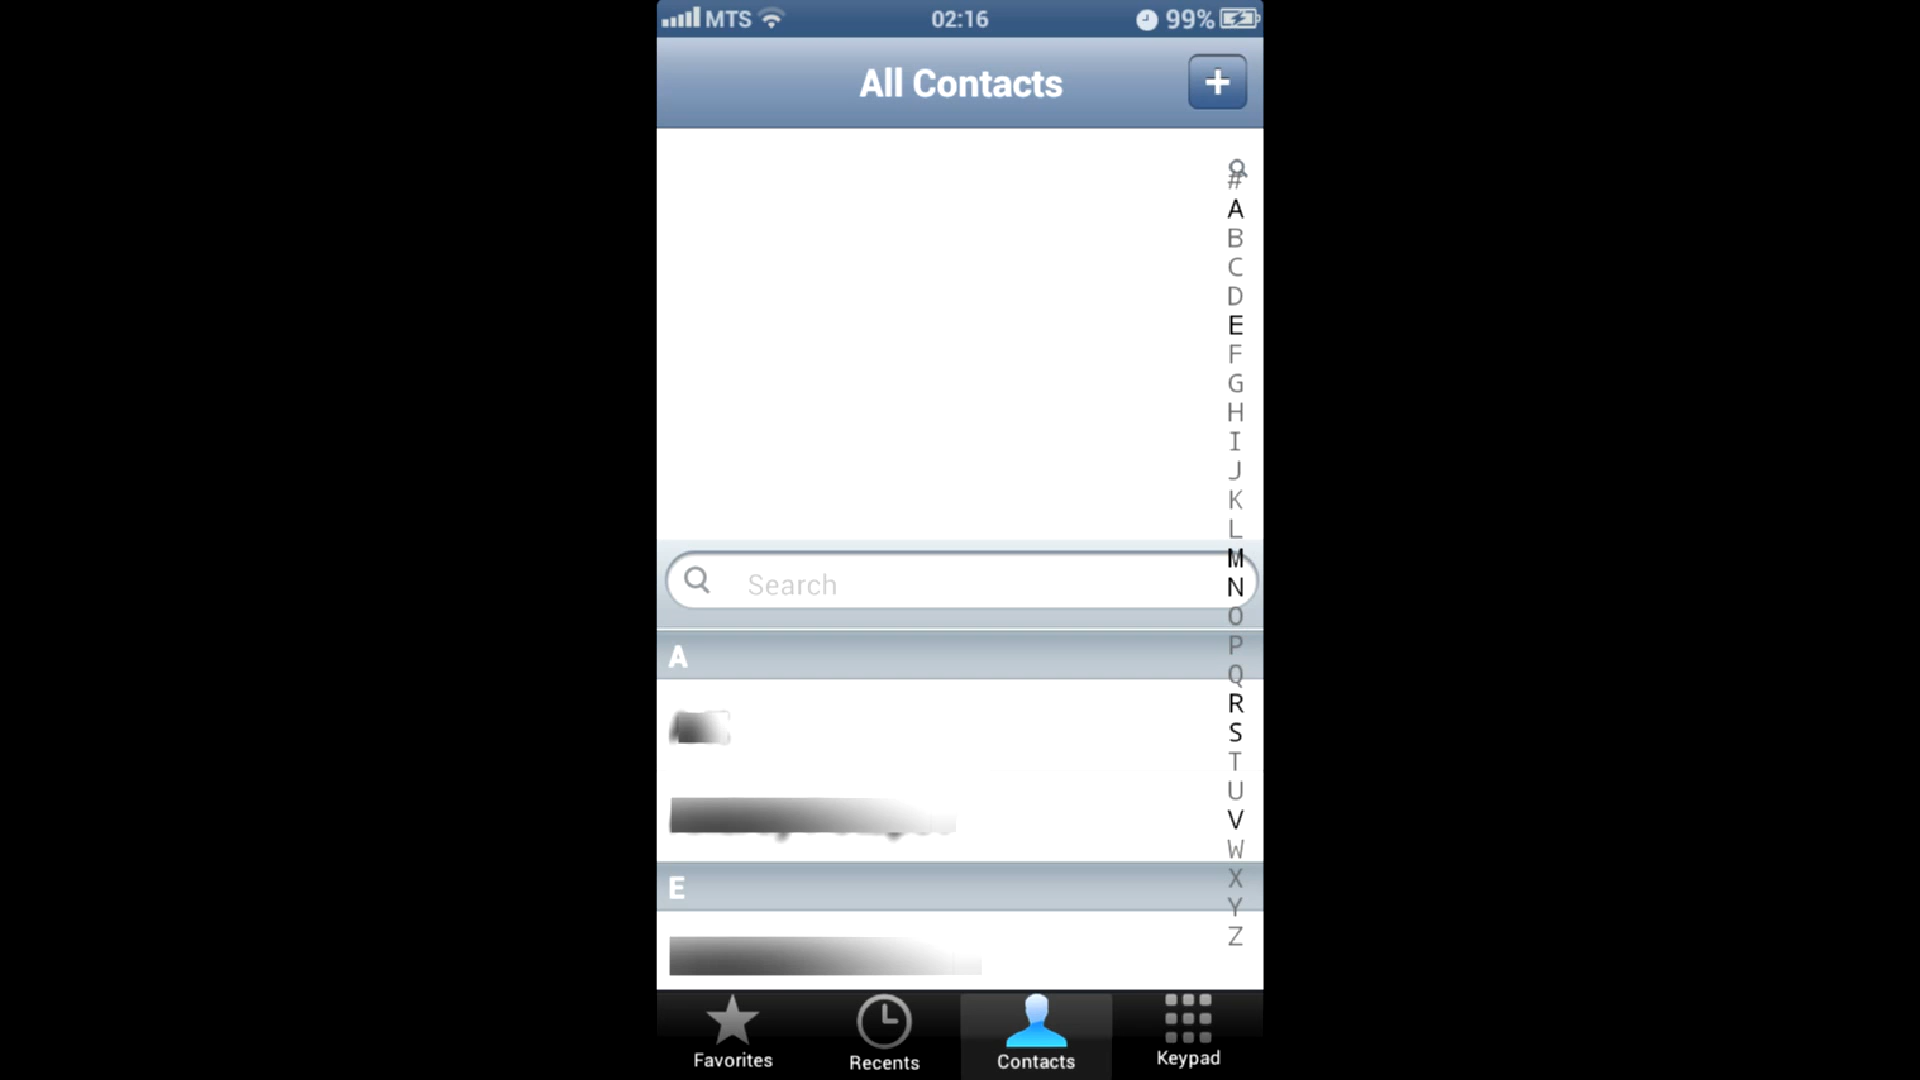 MTS 02:16 99%
All Contacts +
#
A
B
C
D
E
F
G
H
I
J
K
L
M
Search
N
O
P
A
Q
R
S
T
U
V
W
E
X
Y
Z
Favorites Recents Contacts Keypad